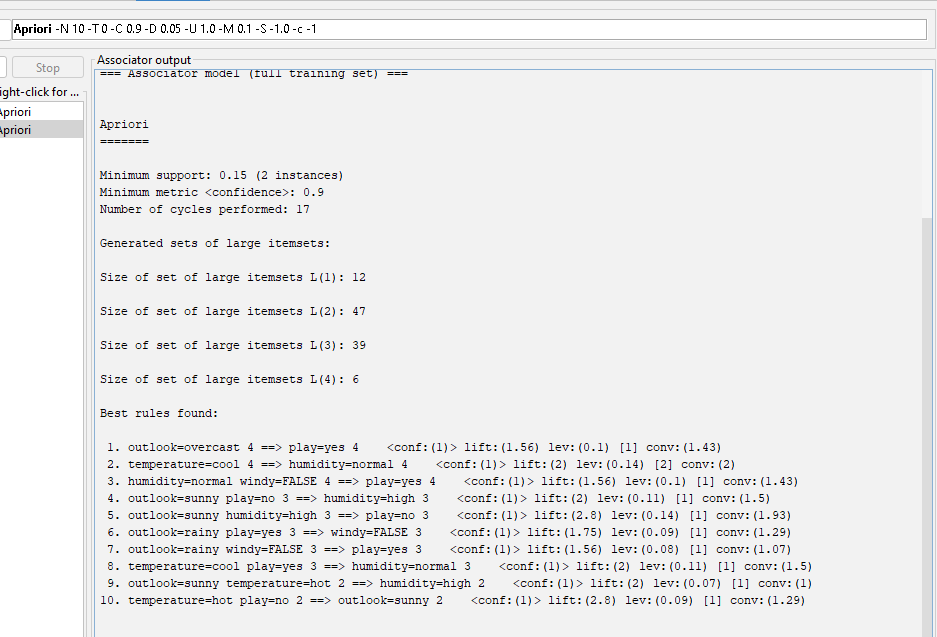 Apriori -N 10 -T 0 -C 0.9 -D 0.05 -U 1.0 -M 0.1 -S -1.0 -c -1
Stop
ight-click for ...
Apriori
Apriori
Associator output
=== Associator model (full training set) ===
Apriori
=======
Minimum support: 0.15 (2 instances)
Minimum metric <confidence>: 0.9
Number of cycles performed: 17
Generated sets of large itemsets:
Size of set of large itemsets L(1): 12
Size of set of large itemsets L(2): 47
Size of set of large itemsets L(3): 39
Size of set of large itemsets L(4): 6
Best rules found:
1. outlook=overcast 4 ==> play=yes 4    <conf:(1)> lift:(1.56) lev:(0.1) [1] conv:(1.43)
2. temperature=cool 4 ==> humidity=normal 4    <conf:(1)> lift:(2) lev:(0.14) [2] conv:(2)
3. humidity=normal windy=FALSE 4 ==> play=yes 4    <conf:(1)> lift:(1.56) lev:(0.1) [1] conv:(1.43)
4. outlook=sunny play=no 3 ==> humidity=high 3    <conf:(1)> lift:(2) lev:(0.11) [1] conv:(1.5)
5. outlook=sunny humidity=high 3 ==> play=no 3    <conf:(1)> lift:(2.8) lev:(0.14) [1] conv:(1.93)
6. outlook=rainy play=yes 3 ==> windy=FALSE 3    <conf:(1)> lift:(1.75) lev:(0.09) [1] conv:(1.29)
7. outlook=rainy windy=FALSE 3 ==> play=yes 3    <conf:(1)> lift:(1.56) lev:(0.08) [1] conv:(1.07)
8. temperature=cool play=yes 3 ==> humidity=normal 3    <conf:(1)> lift:(2) lev:(0.11) [1] conv:(1.5)
9. outlook=sunny temperature=hot 2 ==> humidity=high 2    <conf:(1)> lift:(2) lev:(0.07) [1] conv:(1)
10. temperature=hot play=no 2 ==> outlook=sunny 2    <conf:(1)> lift:(2.8) lev:(0.09) [1] conv:(1.29)